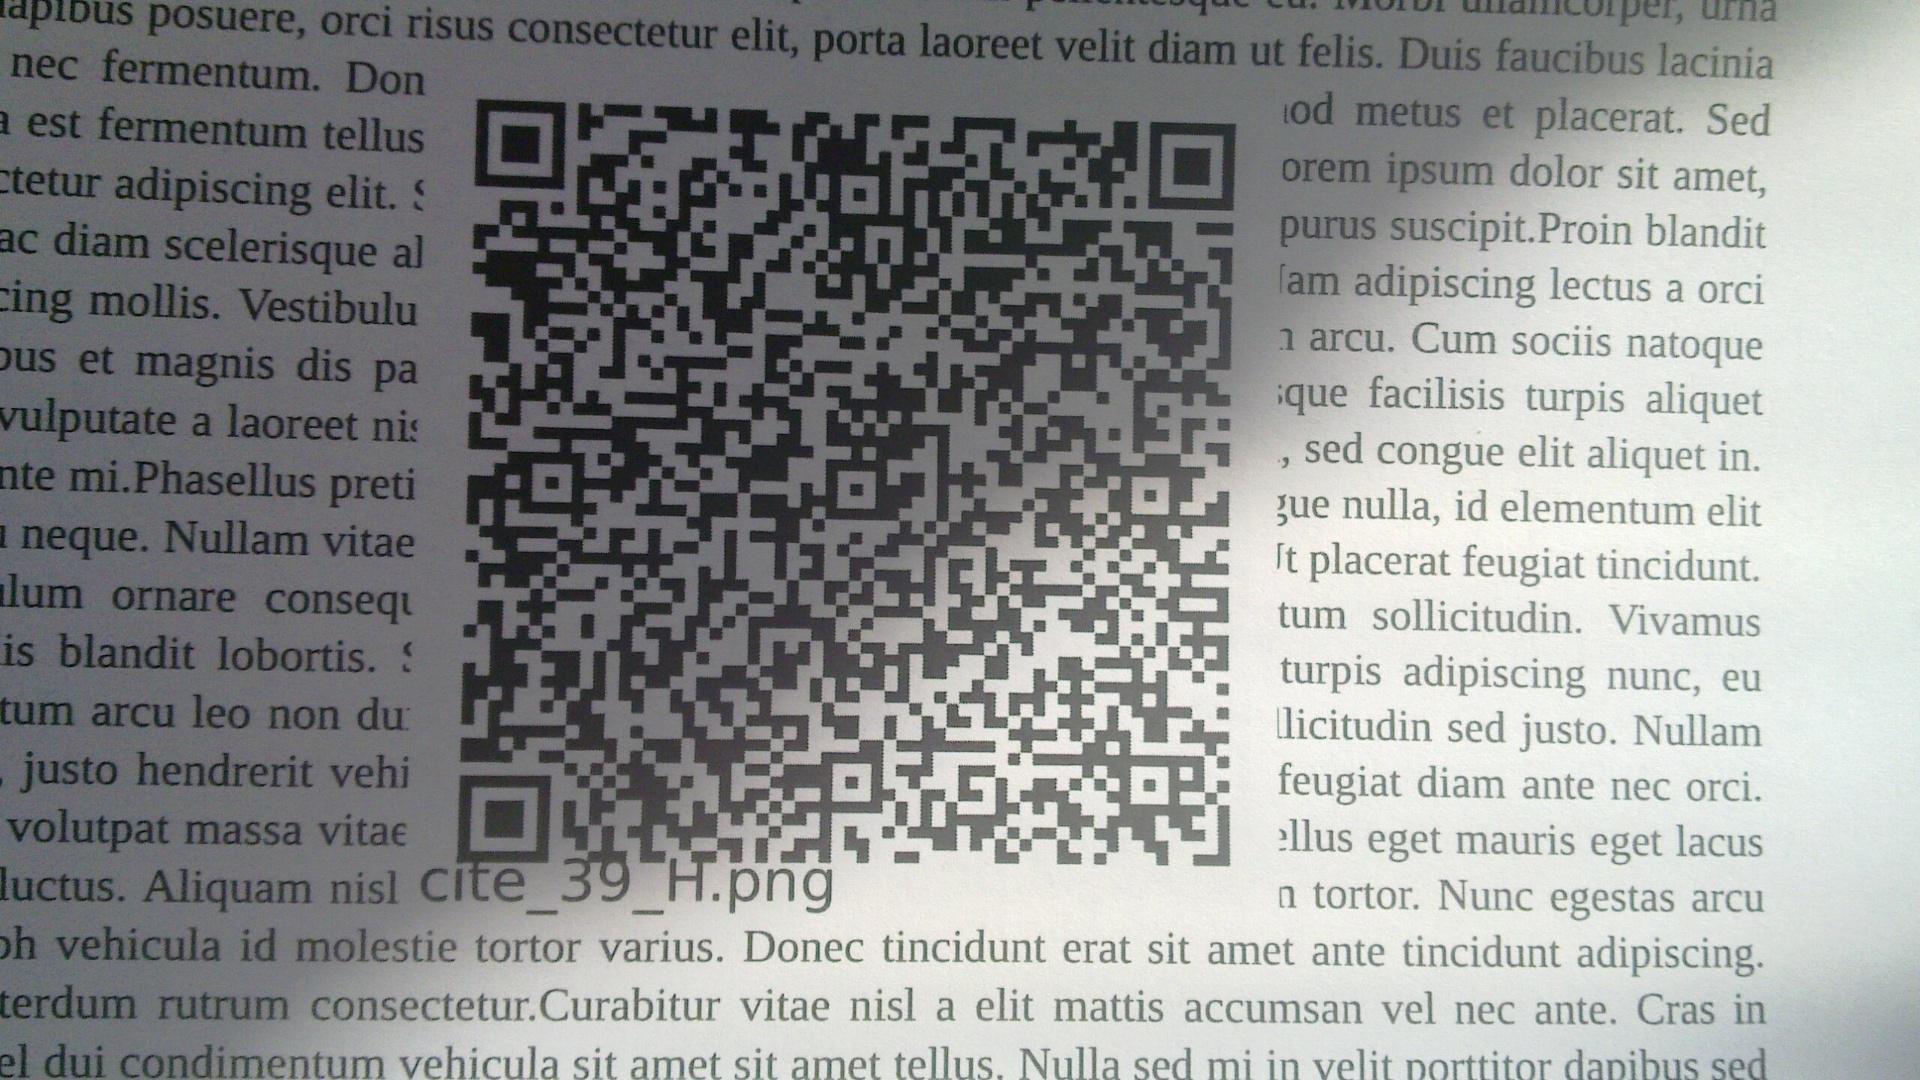 dapibus posuere, orci risus consectetur elit, porta laoreet velit diam ut felis. Duis faucibus lacinia
nec fermentum. Don
metus et placerat. Sed
est fermentum tellus
orem ipsum dolor sit amet,
adipiscing elit. S
purus suscipit.Proin blandit
ac diam scelerisque al
am adipiscing lectus a orci
cing mollis. Vestibulu
arcu. Cum sociis natoque
bus et magnis dis pa
facilisis turpis aliquet
vulputate a laoreet nis
, sed congue elit aliquet in.
nte mi.Phasellus preti
gue nulla, id elementum elit
neque. Nullam vitae
placerat feugiat tincidunt.
ulum ornare consequ
tum sollicitudin. Vivamus
is blandit lobortis. S
turpis adipiscing nunc, eu
tum arcu leo non du
llicitudin sed justo. Nullam
, justo hendrerit vehi
feugiat diam ante nec orci.
volutpat massa vitae
ellus eget mauris eget lacus
luctus. Aliquam nisl
cite_39_H.png
tortor. Nunc egestas arcu
vehicula id molestie tortor varius. Donec tincidunt erat sit amet ante tincidunt adipiscing.
terdum rutrum consectetur.Curabitur vitae nisl a elit mattis accumsan vel nec ante. Cras in
el dui condimentum vehicula sit amet sit amet tellus. Nulla sed mi in velit porttitor dapibus sed